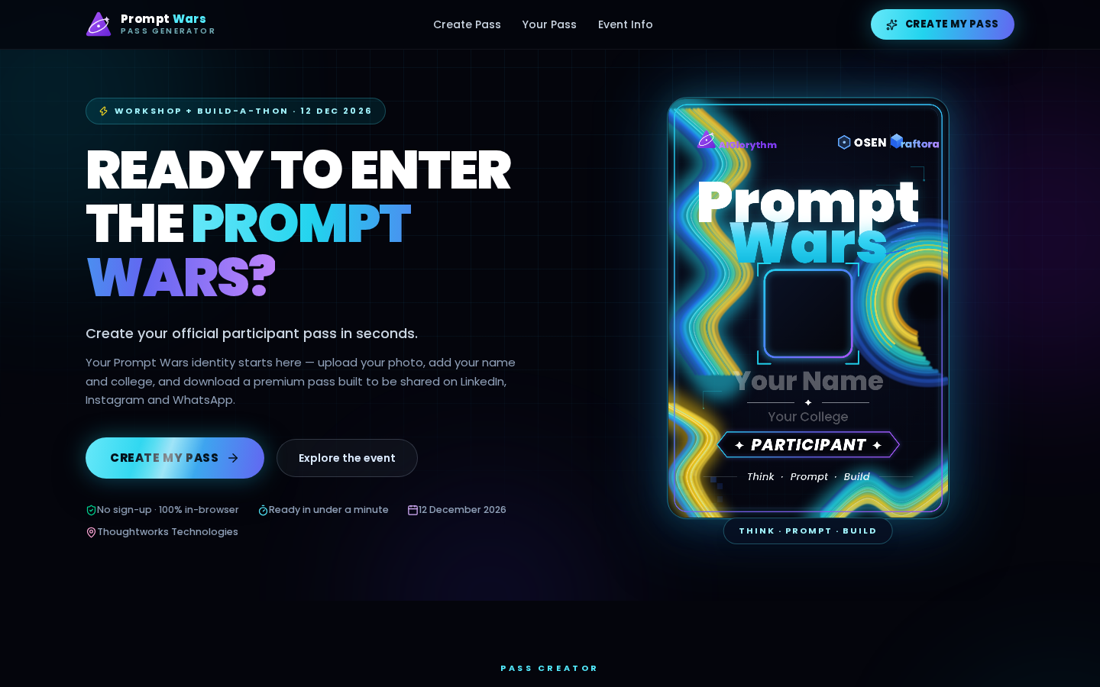 Prompt Wars
PASS GENERATOR
Create Pass
Your Pass
Event Info
CREATE MY PASS
WORKSHOP + BUILD-A-THON · 12 DEC 2026
READY TO ENTER
THE PROMPT
WARS?
Create your official participant pass in seconds.
Your Prompt Wars identity starts here — upload your photo, add your name
and college, and download a premium pass built to be shared on LinkedIn,
Instagram and WhatsApp.
CREATE MY PASS
Explore the event
No sign-up · 100% in-browser
Ready in under a minute
12 December 2026
Thoughtworks Technologies
OSEN
raftora
Prompt
Wars
Your Name
Your College
PARTICIPANT
Think · Prompt · Build
THINK · PROMPT · BUILD
PASS CREATOR